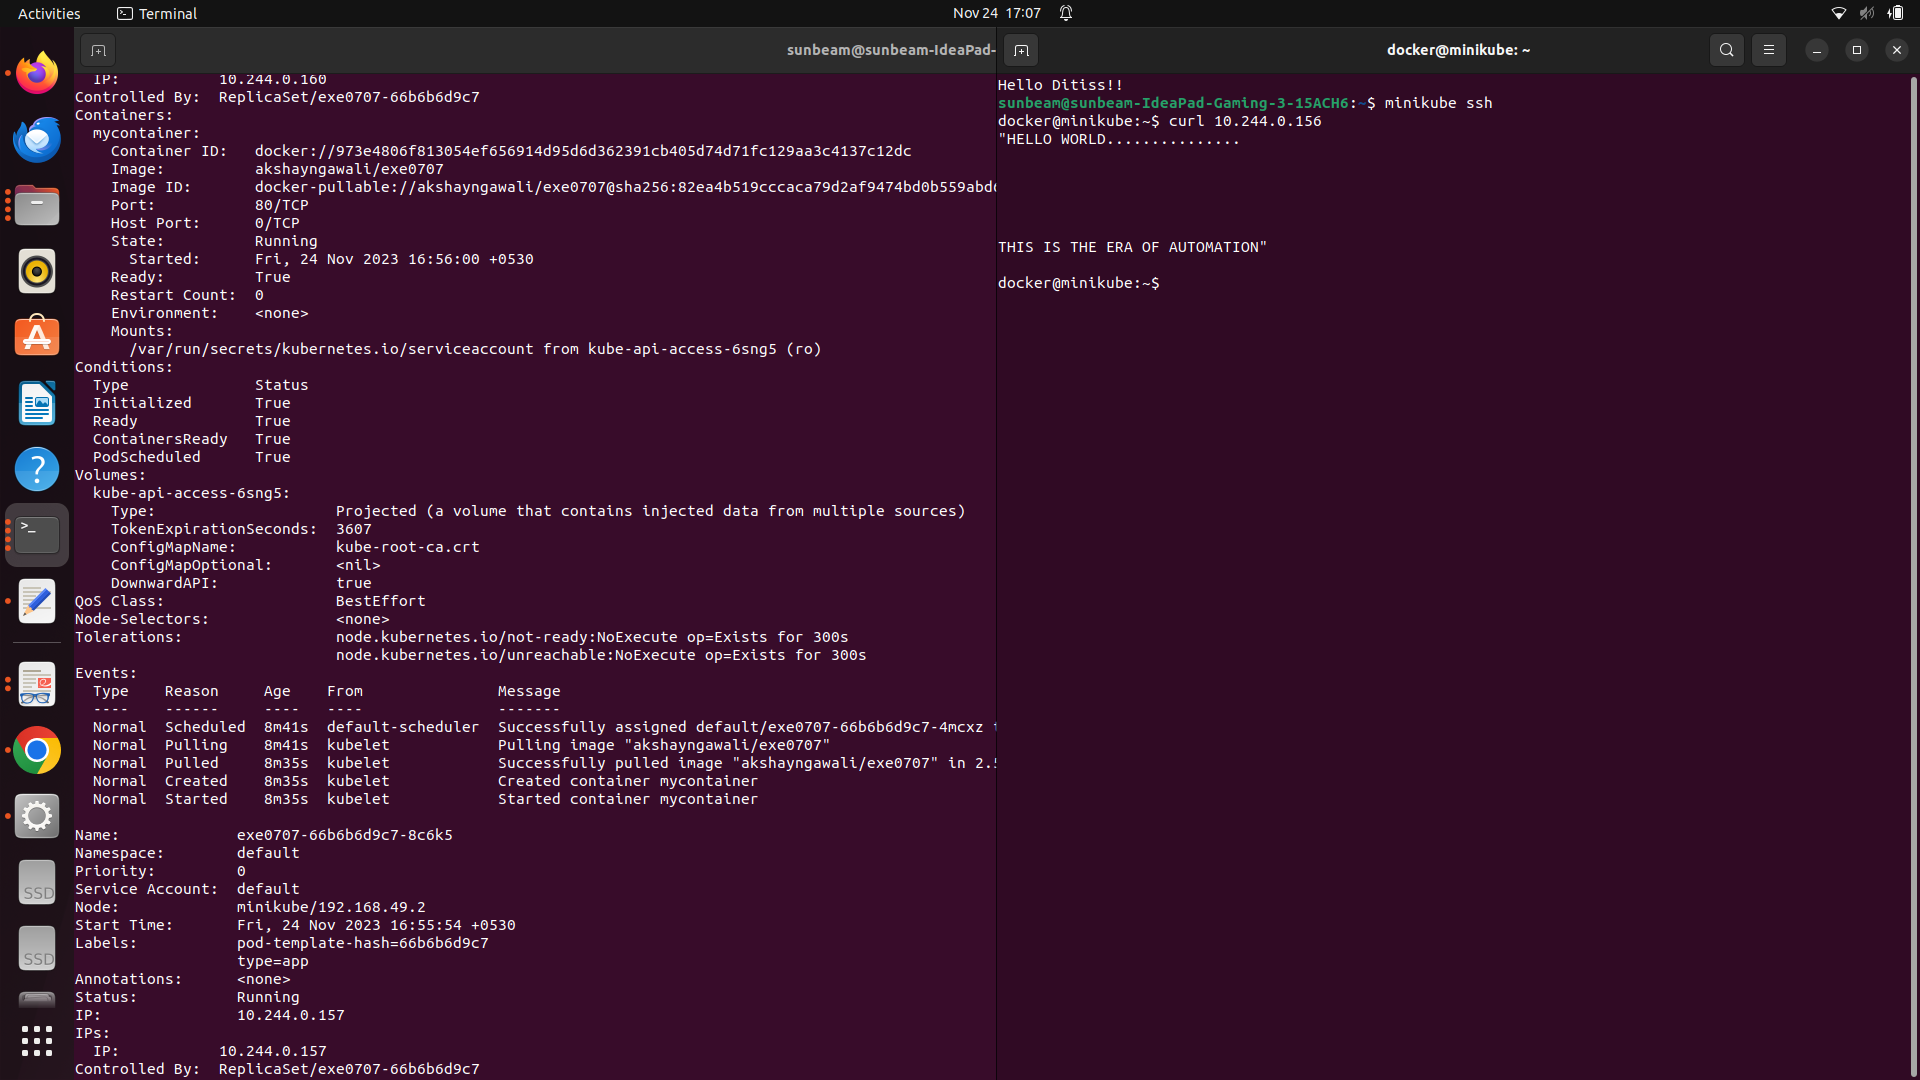 Activities
Terminal
Nov 24 17:07
sunbeam@sunbeam-IdeaPad-
IP: 10.244.0.160
Controlled By: ReplicaSet/exe0707-66b6b6d9c7
Containers:
mycontainer:
Container ID: docker://973e4806f813054ef656914d95d6d362391cb405d74d71fc129aa3c4137c12dc
Image: akshayngawali/exe0707
Image ID: docker-pullable://akshayngawali/exe0707@sha256:82ea4b519cccaca79d2af9474bd0b559abd
Port: 80/TCP
Host Port: 0/TCP
State: Running
Started: Fri, 24 Nov 2023 16:56:00 +0530
Ready: True
Restart Count: 0
Environment: <none>
Mounts:
/var/run/secrets/kubernetes.io/serviceaccount from kube-api-access-6sng5 (ro)
Conditions:
Type Status
Initialized True
Ready True
ContainersReady True
PodScheduled True
Volumes:
kube-api-access-6sng5:
Type: Projected (a volume that contains injected data from multiple sources)
TokenExpirationSeconds: 3607
ConfigMapName: kube-root-ca.crt
ConfigMapOptional: <nil>
DownwardAPI: true
QoS Class: BestEffort
Node-Selectors: <none>
Tolerations: node.kubernetes.io/not-ready:NoExecute op=Exists for 300s
node.kubernetes.io/unreachable:NoExecute op=Exists for 300s
Events:
Type Reason Age From Message
---- ------ ---- ---- -------
Normal Scheduled 8m41s default-scheduler Successfully assigned default/exe0707-66b6b6d9c7-4mcxz
Normal Pulling 8m41s kubelet Pulling image "akshayngawali/exe0707"
Normal Pulled 8m35s kubelet Successfully pulled image "akshayngawali/exe0707" in 2.
Normal Created 8m35s kubelet Created container mycontainer
Normal Started 8m35s kubelet Started container mycontainer
Name: exe0707-66b6b6d9c7-8c6k5
Namespace: default
Priority: 0
Service Account: default
Node: minikube/192.168.49.2
Start Time: Fri, 24 Nov 2023 16:55:54 +0530
Labels: pod-template-hash=66b6b6d9c7
type=app
Annotations: <none>
Status: Running
IP: 10.244.0.157
IPs:
IP: 10.244.0.157
Controlled By: ReplicaSet/exe0707-66b6b6d9c7
docker@minikube: ~
Hello Ditiss!!
sunbeam@sunbeam-IdeaPad-Gaming-3-15ACH6:~$ minikube ssh
docker@minikube:~$ curl 10.244.0.156
"HELLO WORLD...............
THIS IS THE ERA OF AUTOMATION"
docker@minikube:~$
SSD
SSD